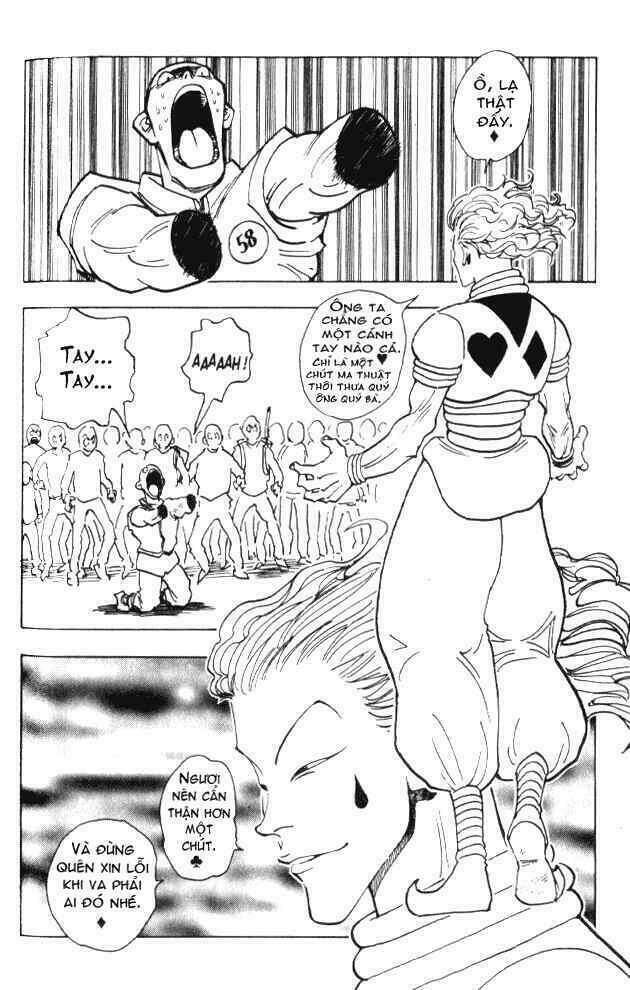 Ồ, LẠ
THẬT
ĐẤY.
♦
58
ÔNG TA
CHẲNG CÓ
MỘT CÁNH
TAY NÀO CẢ.
CHỈ LÀ MỘT ♥
CHÚT MA THUẬT
THÔI THƯA QUÝ
ÔNG QUÝ BÀ.
TAY...
TAY...
AAAAAH!
NGƯƠI
NÊN CẨN
THẬN HƠN
MỘT
CHÚT.
♣
VÀ ĐỪNG
QUÊN XIN LỖI
KHI VA PHẢI
AI ĐÓ NHÉ.
♦